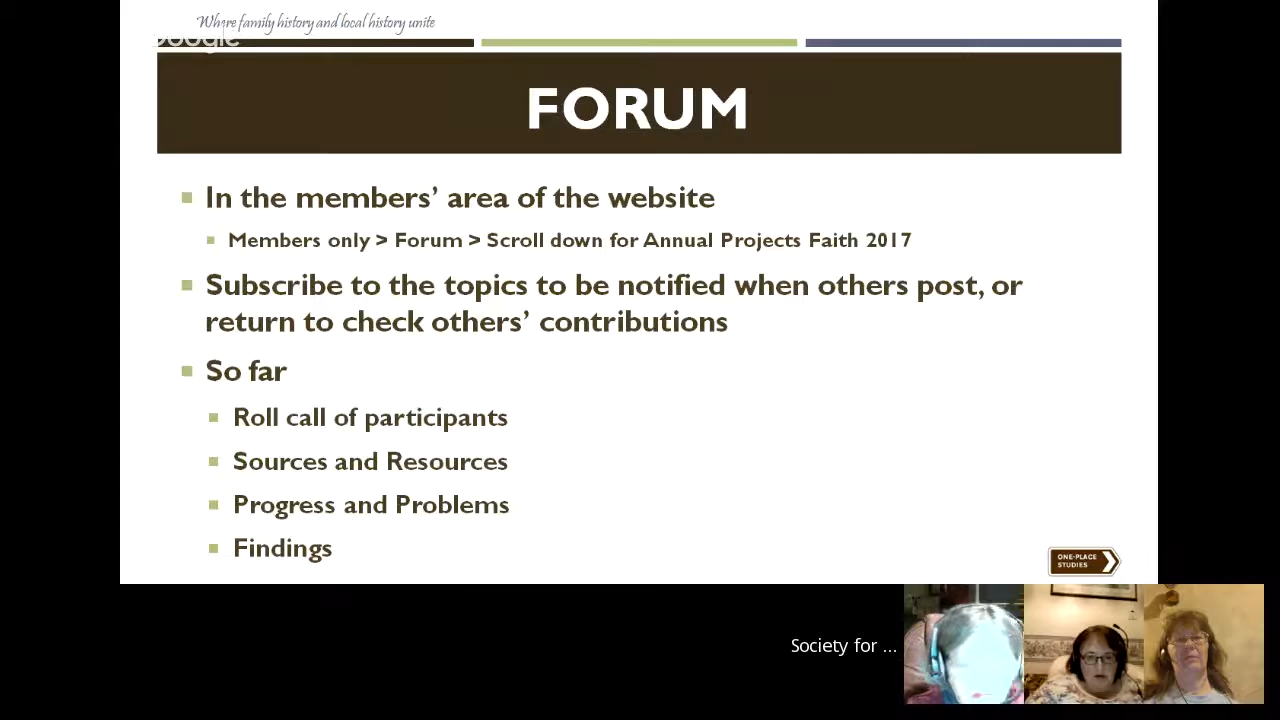 Where family history and local history unite
Google
FORUM
In the members’ area of the website
Members only > Forum > Scroll down for Annual Projects Faith 2017
Subscribe to the topics to be notified when others post, or
return to check others’ contributions
So far
Roll call of participants
Sources and Resources
Progress and Problems
Findings
ONE-PLACE
STUDIES
Society for ...